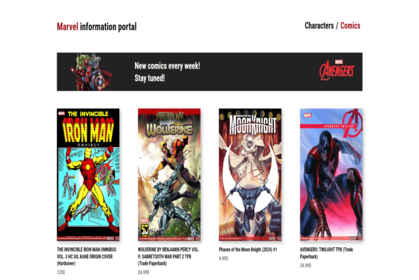 Marvel information portal
Characters / Comics
New comics every week!
Stay tuned!
MARVEL
AVENGERS
THE INVINCIBLE
IRON MAN
OMNIBUS
WOLVERINE
MOON KNIGHT
THE INVINCIBLE IRON MAN OMNIBUS
VOL. 3 HC GIL KANE ORIGIN COVER
(Hardcover)
125$
WOLVERINE BY BENJAMIN PERCY VOL.
9: SABRETOOTH WAR PART 2 TPB
(Trade Paperback)
24.99$
Phases of the Moon Knight (2024) #1
4.99$
AVENGERS: TWILIGHT TPB (Trade
Paperback)
34.99$